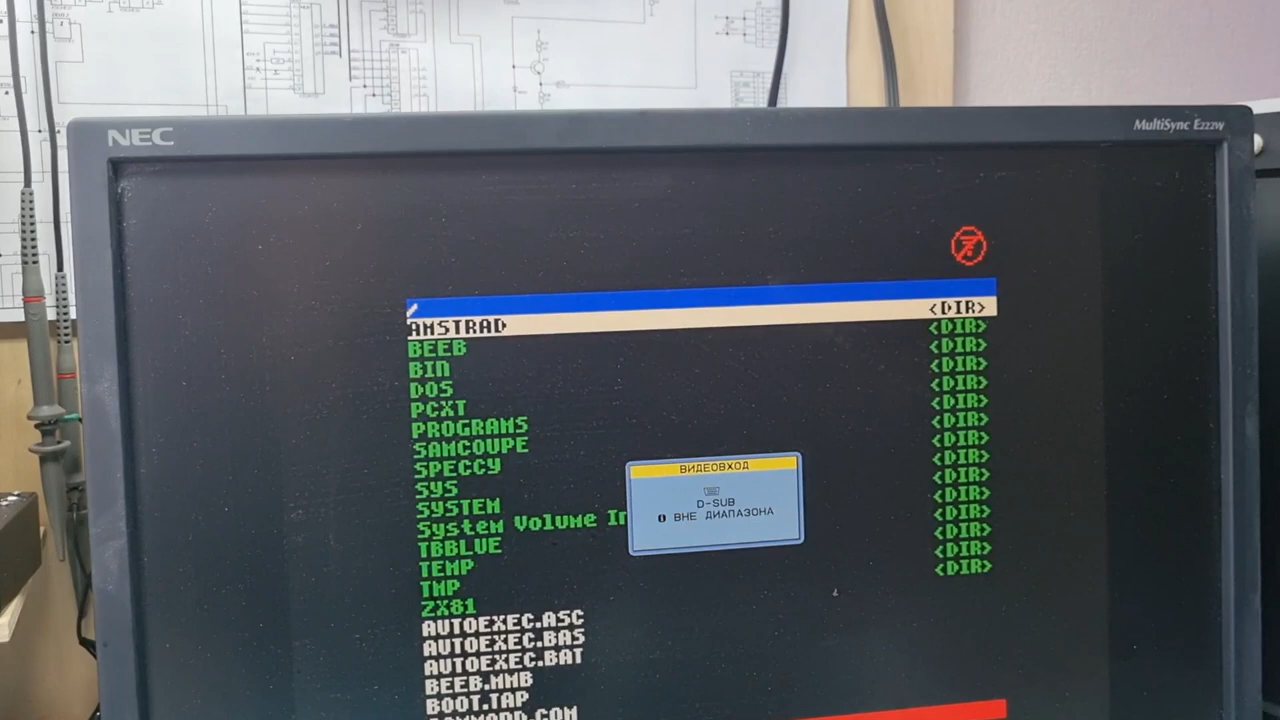 NEC
MultiSync E222W
/
AMSTRAD <DIR>
BEEB <DIR>
BIN <DIR>
DOS <DIR>
PCXT <DIR>
PROGRAMS <DIR>
SAMCOUPE <DIR>
SPECCY <DIR>
SYS <DIR>
SYSTEM <DIR>
System Volume In <DIR>
TBBLUE <DIR>
TEMP <DIR>
TMP <DIR>
ZX81 <DIR>
AUTOEXEC.ASC
AUTOEXEC.BAS
AUTOEXEC.BAT
BEEB.MMB
BOOT.TAP
COMMAND.COM
ВИДЕОВХОД
D-SUB
ВНЕ ДИАПАЗОНА